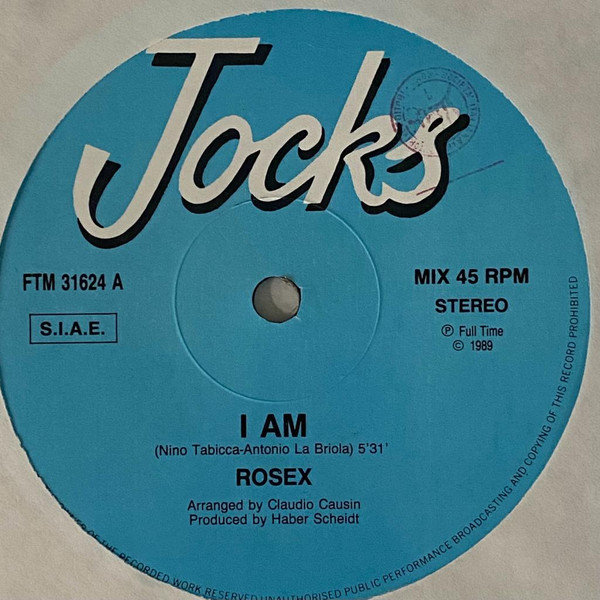 Jocks
FTM 31624 A
S.I.A.E.
MIX 45 RPM
STEREO
Ⓟ Full Time
© 1989
I AM
(Nino Tabicca-Antonio La Briola) 5'31'
ROSEX
Arranged by Claudio Causin
Produced by Haber Scheidt
OF THE RECORDED WORK RESERVED UNAUTHORISED PUBLIC PERFORMANCE BROADCASTING AND COPYING OF THIS RECORD PROHIBITED